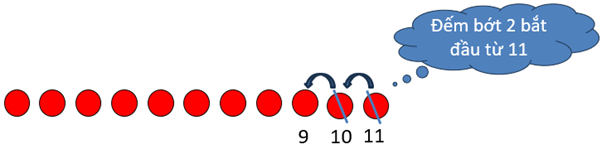 Đếm bớt 2 bắt
đầu từ 11
9 10 11